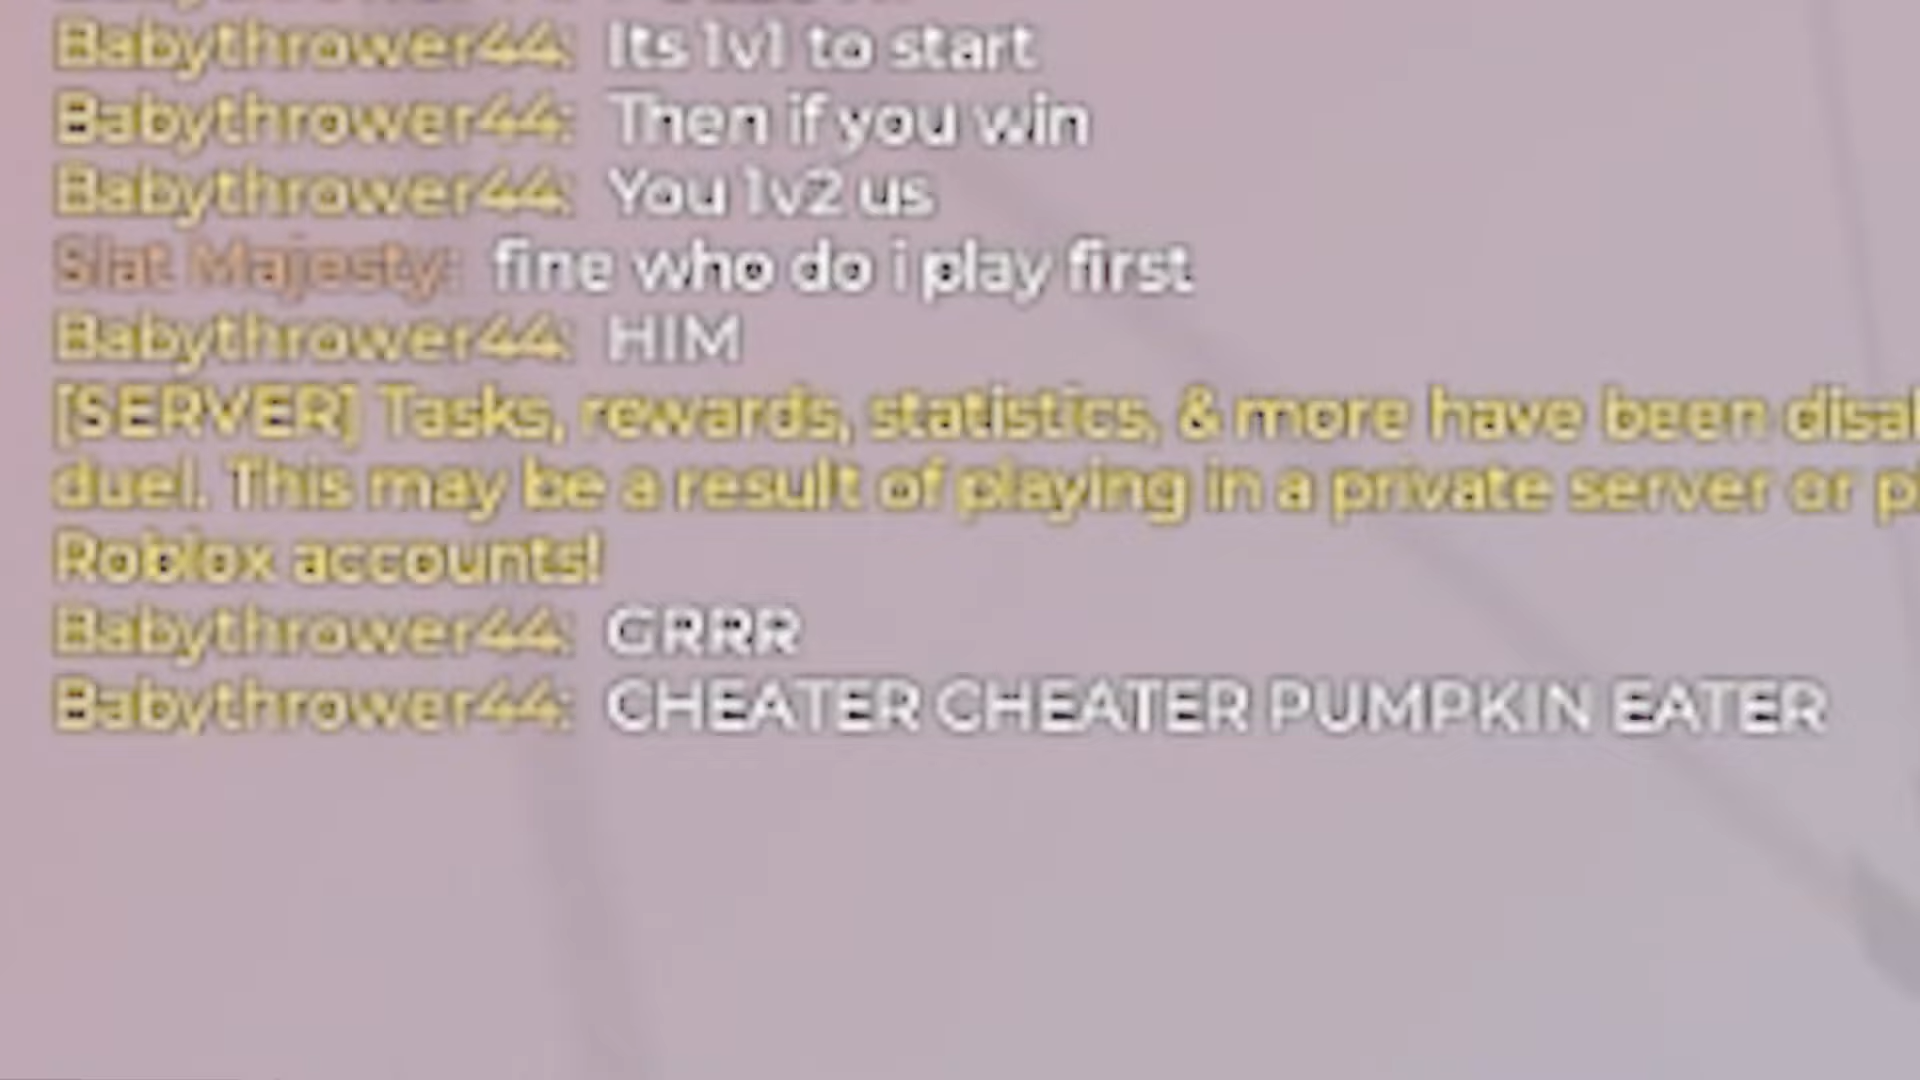 Babythrower44: Its 1v1 to start
Babythrower44: Then if you win
Babythrower44: You 1v2 us
Slat Majesty: fine who do i play first
Babythrower44: HIM
[SERVER] Tasks, rewards, statistics, & more have been
duel. This may be a result of playing in a private server or
Roblox accounts!
Babythrower44: GRRR
Babythrower44: CHEATER CHEATER PUMPKIN EATER